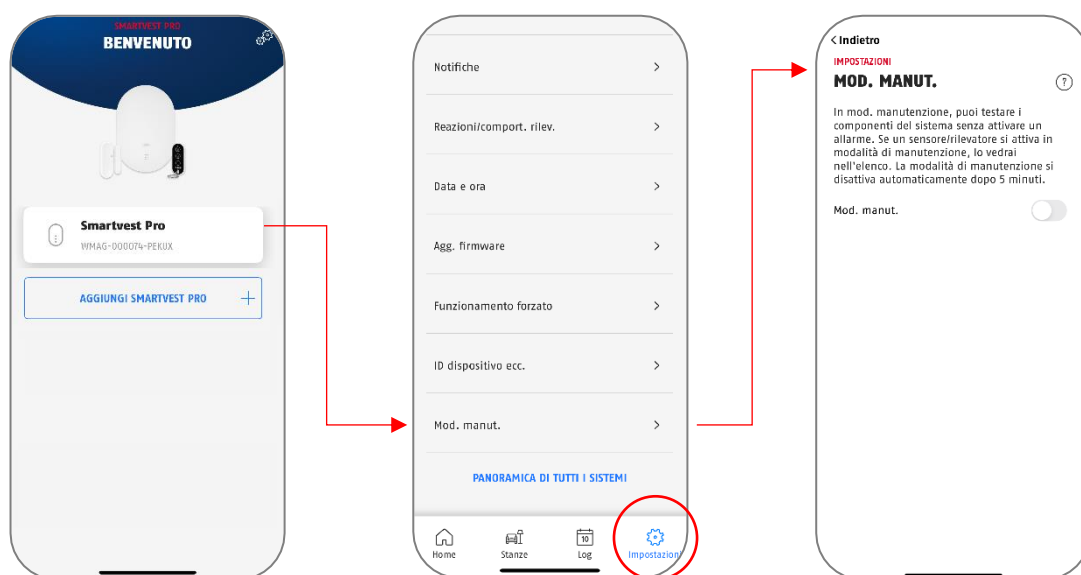 SMARTVEST PRO
BENVENUTO
Smartvest Pro
WMAG-000074-PEKUX
AGGIUNGI SMARTVEST PRO
Notifiche
Reazioni/comport. rilev.
Data e ora
Agg. firmware
Funzionamento forzato
ID dispositivo ecc.
Mod. manut.
PANORAMICA DI TUTTI I SISTEMI
Home
Stanze
10
Log
Impostazioni
< Indietro
IMPOSTAZIONI
MOD. MANUT.
?
In mod. manutenzione, puoi testare i
componenti del sistema senza attivare un
allarme. Se un sensore/rilevatore si attiva in
modalità di manutenzione, lo vedrai
nell'elenco. La modalità di manutenzione si
disattiva automaticamente dopo 5 minuti.
Mod. manut.